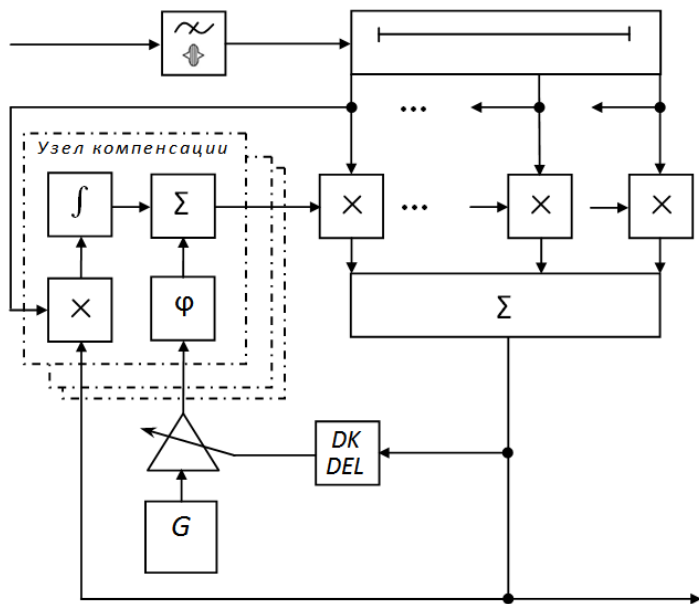 ...
Узел компенсации
∫
Σ
×
...
×
×
×
φ
Σ
DK
DEL
G